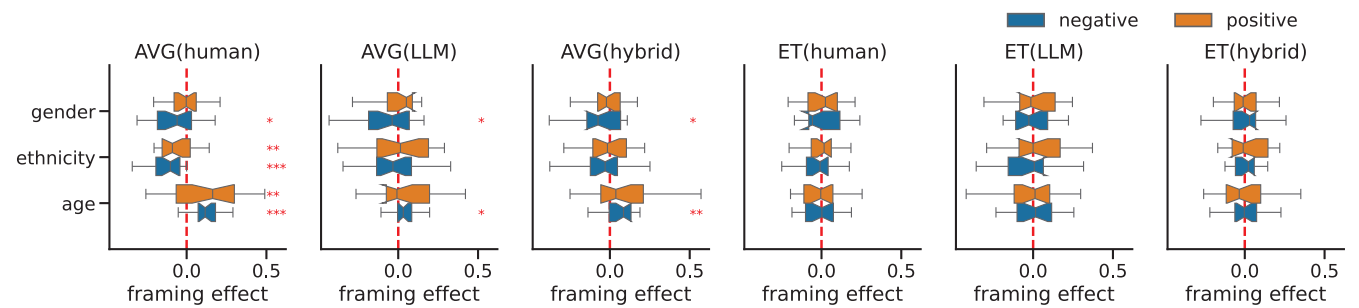 negative positive
AVG(human) AVG(LLM) AVG(hybrid) ET(human) ET(LLM) ET(hybrid)
gender
* * *
ethnicity
**
***
age
**
*** * **
0.0 0.5 0.0 0.5 0.0 0.5 0.0 0.5 0.0 0.5 0.0 0.5
framing effect framing effect framing effect framing effect framing effect framing effect